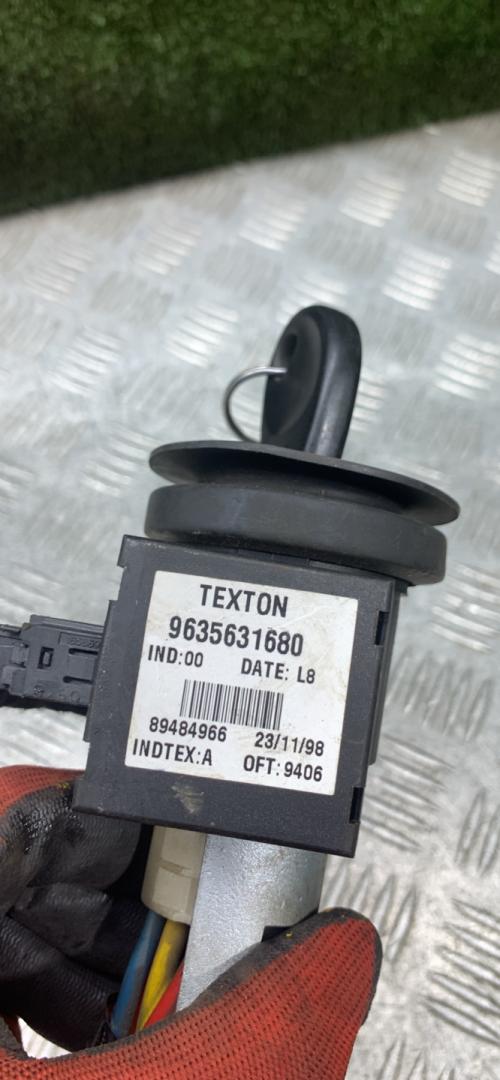 TEXTON
9635631680
IND:00 DATE: L8
89484966 23/11/98
INDTEX:A OFT:9406